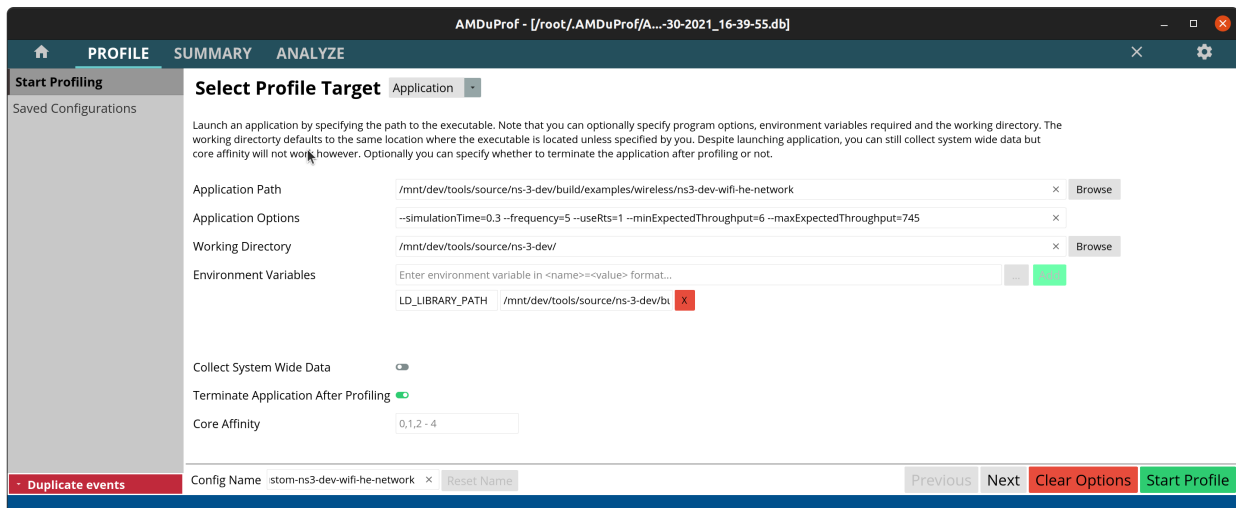 AMDuProf - [/root/.AMDuProf/A...-30-2021_16-39-55.db]
PROFILE SUMMARY ANALYZE
Start Profiling
Saved Configurations
Select Profile Target Application
Launch an application by specifying the path to the executable. Note that you can optionally specify program options, environment variables required and the working directory. The
working directorty defaults to the same location where the executable is located unless specified by you. Despite launching application, you can still collect system wide data but
core affinity will not work however. Optionally you can specify whether to terminate the application after profiling or not.
Application Path /mnt/dev/tools/source/ns-3-dev/build/examples/wireless/ns3-dev-wifi-he-network × Browse
Application Options --simulationTime=0.3 --frequency=5 --useRts=1 --minExpectedThroughput=6 --maxExpectedThroughput=745 ×
Working Directory /mnt/dev/tools/source/ns-3-dev/ × Browse
Environment Variables Enter environment variable in <name>=<value> format... ... Add
LD_LIBRARY_PATH /mnt/dev/tools/source/ns-3-dev/bu X
Collect System Wide Data
Terminate Application After Profiling
Core Affinity 0,1,2 - 4
Duplicate events
Config Name stom-ns3-dev-wifi-he-network × Reset Name Previous Next Clear Options Start Profile